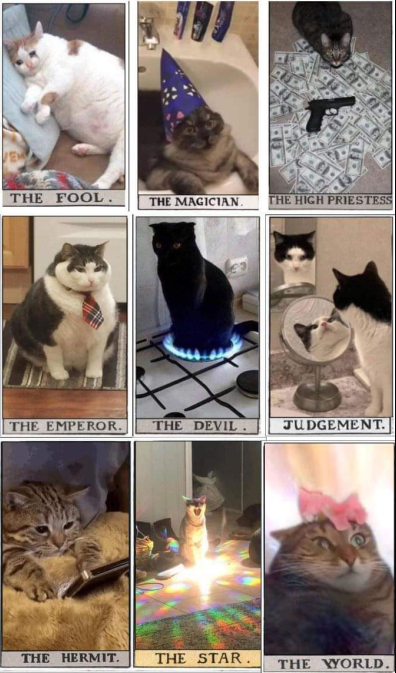 THE FOOL.
THE MAGICIAN.
THE HIGH PRIESTESS
THE EMPEROR.
THE DEVIL.
JUDGEMENT.
THE HERMIT.
THE STAR.
THE WORLD.